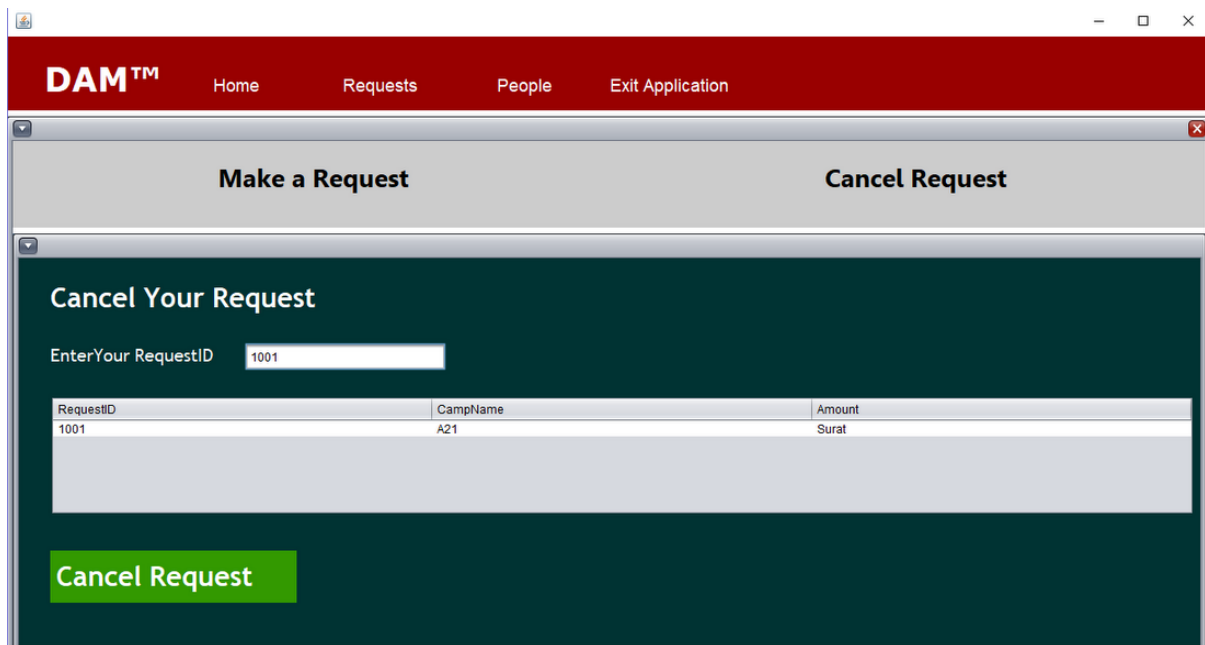 DAM™ Home Requests People Exit Application
Make a Request Cancel Request
Cancel Your Request
EnterYour RequestID 1001
RequestID CampName Amount
1001 A21 Surat
Cancel Request